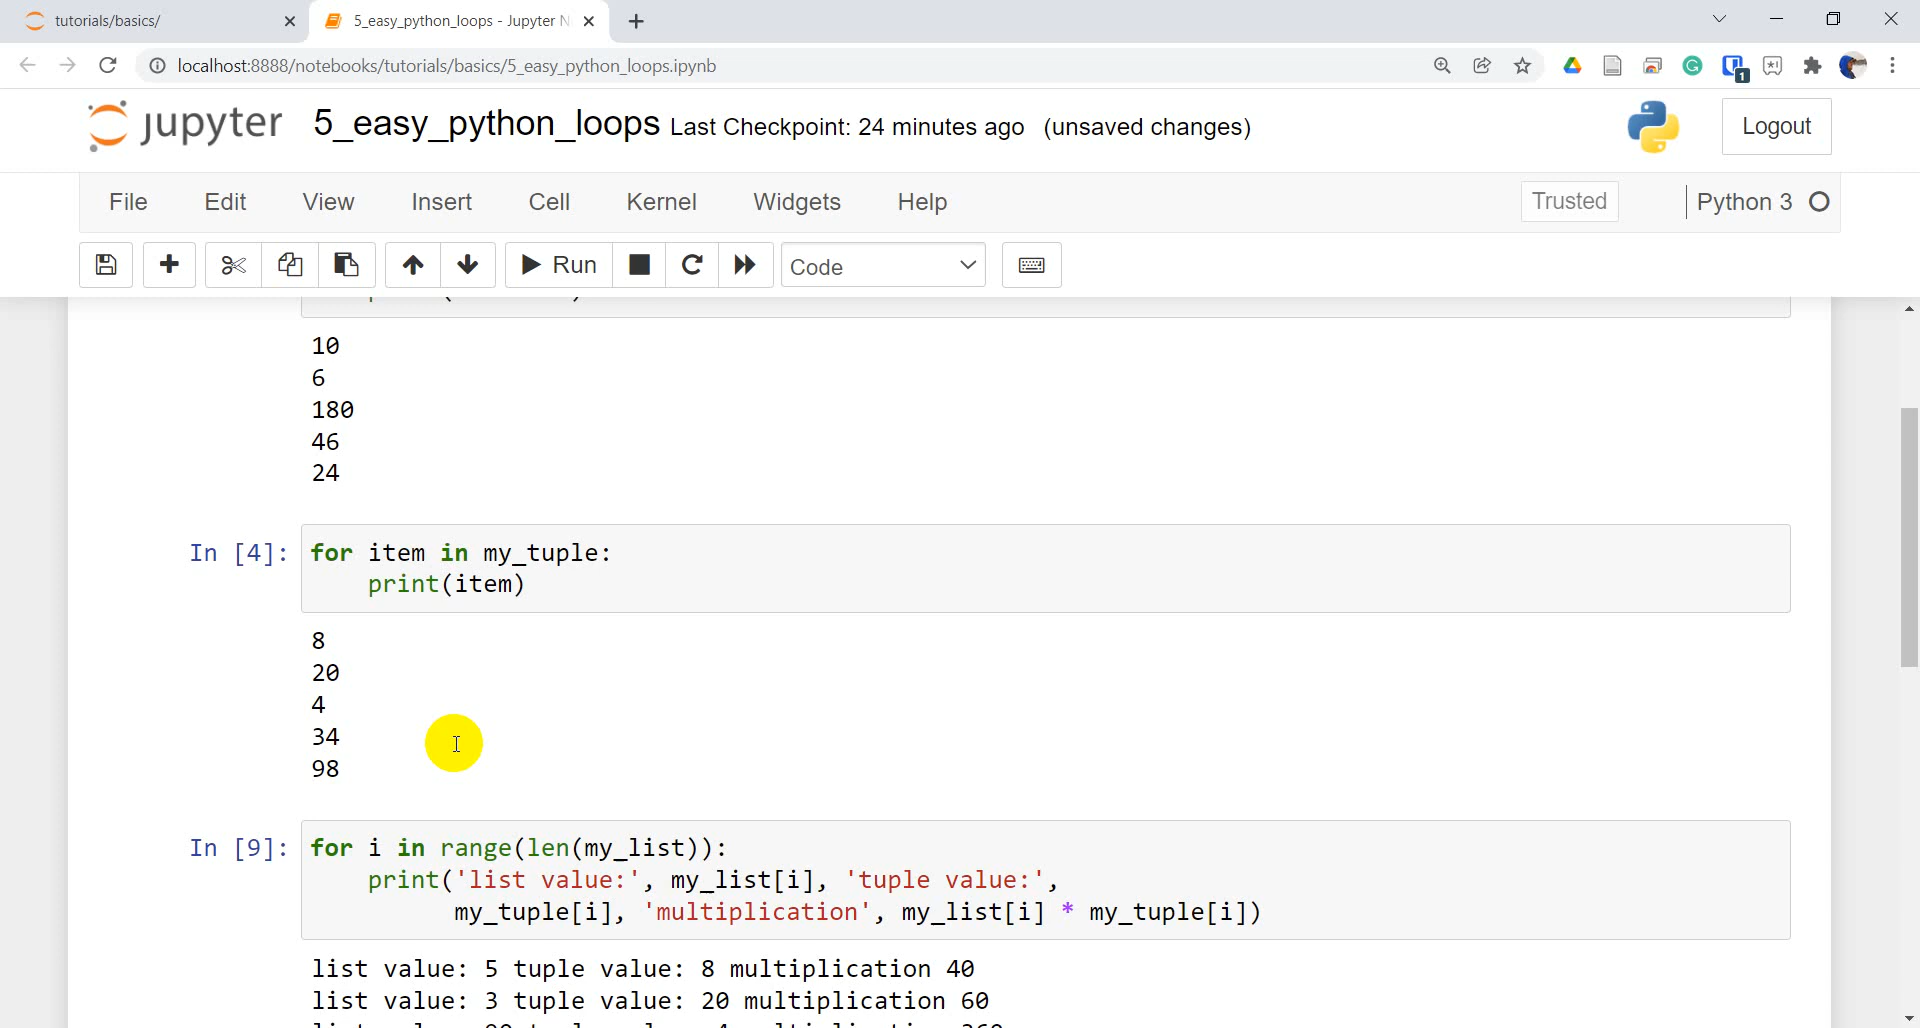 tutorials/basics/
5_easy_python_loops - Jupyter N
localhost:8888/notebooks/tutorials/basics/5_easy_python_loops.ipynb
1
jupyter 5_easy_python_loops Last Checkpoint: 24 minutes ago (unsaved changes)
Logout
File Edit View Insert Cell Kernel Widgets Help
Trusted
Python 3
Run
Code
10
6
180
46
24
In [4]: for item in my_tuple:
print(item)
8
20
4
34
98
In [9]: for i in range(len(my_list)):
print('list value:', my_list[i], 'tuple value:',
my_tuple[i], 'multiplication', my_list[i] * my_tuple[i])
list value: 5 tuple value: 8 multiplication 40
list value: 3 tuple value: 20 multiplication 60